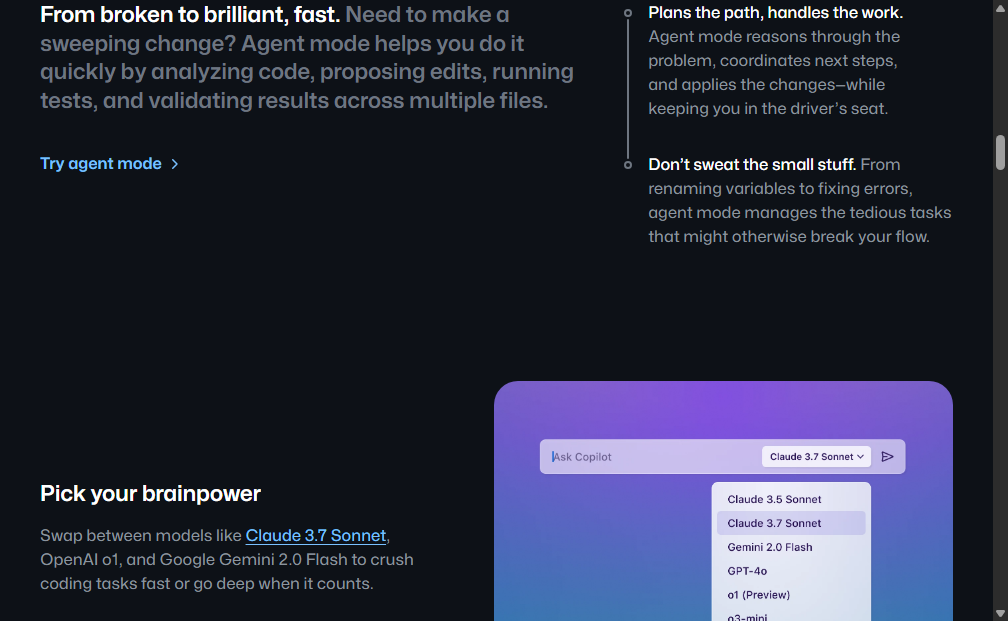 From broken to brilliant, fast. Need to make a
sweeping change? Agent mode helps you do it
quickly by analyzing code, proposing edits, running
tests, and validating results across multiple files.
Try agent mode
Plans the path, handles the work.
Agent mode reasons through the
problem, coordinates next steps,
and applies the changes—while
keeping you in the driver’s seat.
Don’t sweat the small stuff. From
renaming variables to fixing errors,
agent mode manages the tedious tasks
that might otherwise break your flow.
Pick your brainpower
Swap between models like Claude 3.7 Sonnet,
OpenAI o1, and Google Gemini 2.0 Flash to crush
coding tasks fast or go deep when it counts.
Ask Copilot
Claude 3.7 Sonnet
Claude 3.5 Sonnet
Claude 3.7 Sonnet
Gemini 2.0 Flash
GPT-4o
o1 (Preview)
o3-mini